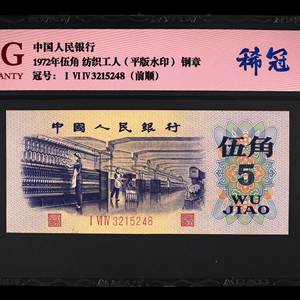 G
ANTY
中国人民银行
1972年伍角 纺织工人（平版水印）钢章
冠号：Ⅰ Ⅵ Ⅳ 3215248（前顺）
稀冠
中国人民银行
伍角
5
WU
JIAO
Ⅰ Ⅵ Ⅳ 3215248